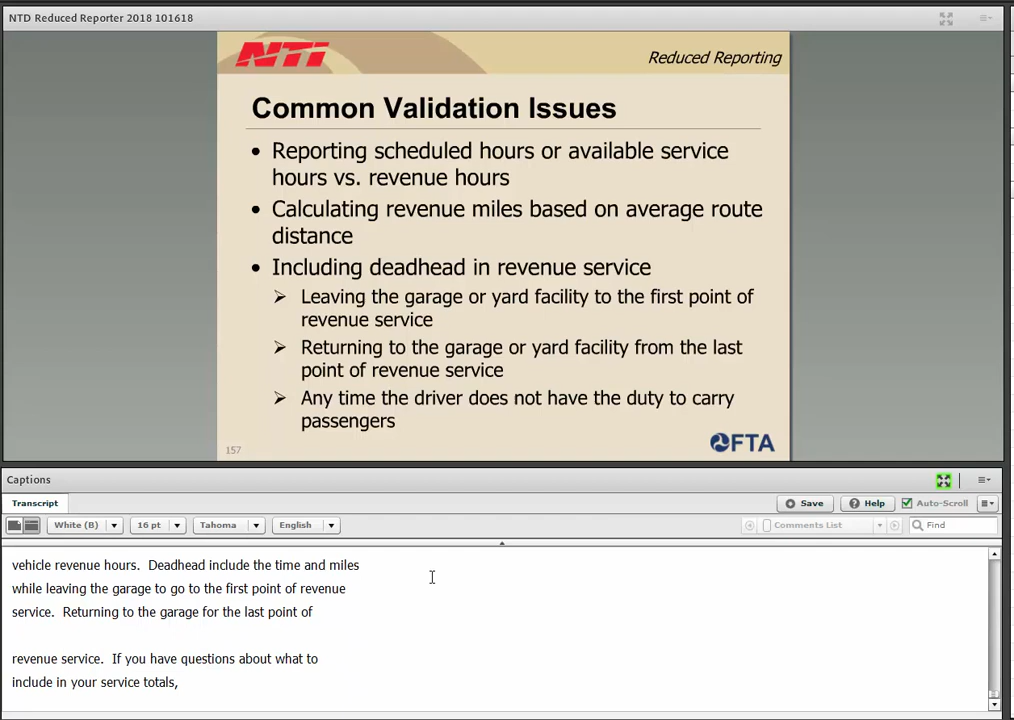 NTD Reduced Reporter 2018 101618
NTI
Reduced Reporting
Common Validation Issues
• Reporting scheduled hours or available service
hours vs. revenue hours
• Calculating revenue miles based on average route
distance
• Including deadhead in revenue service
➢ Leaving the garage or yard facility to the first point of
revenue service
➢ Returning to the garage or yard facility from the last
point of revenue service
➢ Any time the driver does not have the duty to carry
passengers
157
FTA
Captions
Transcript
Save
Help
Auto-Scroll
White (B)
16 pt
Tahoma
English
Comments List
Find
vehicle revenue hours.  Deadhead include the time and miles
while leaving the garage to go to the first point of revenue
service.  Returning to the garage for the last point of
revenue service.  If you have questions about what to
include in your service totals,